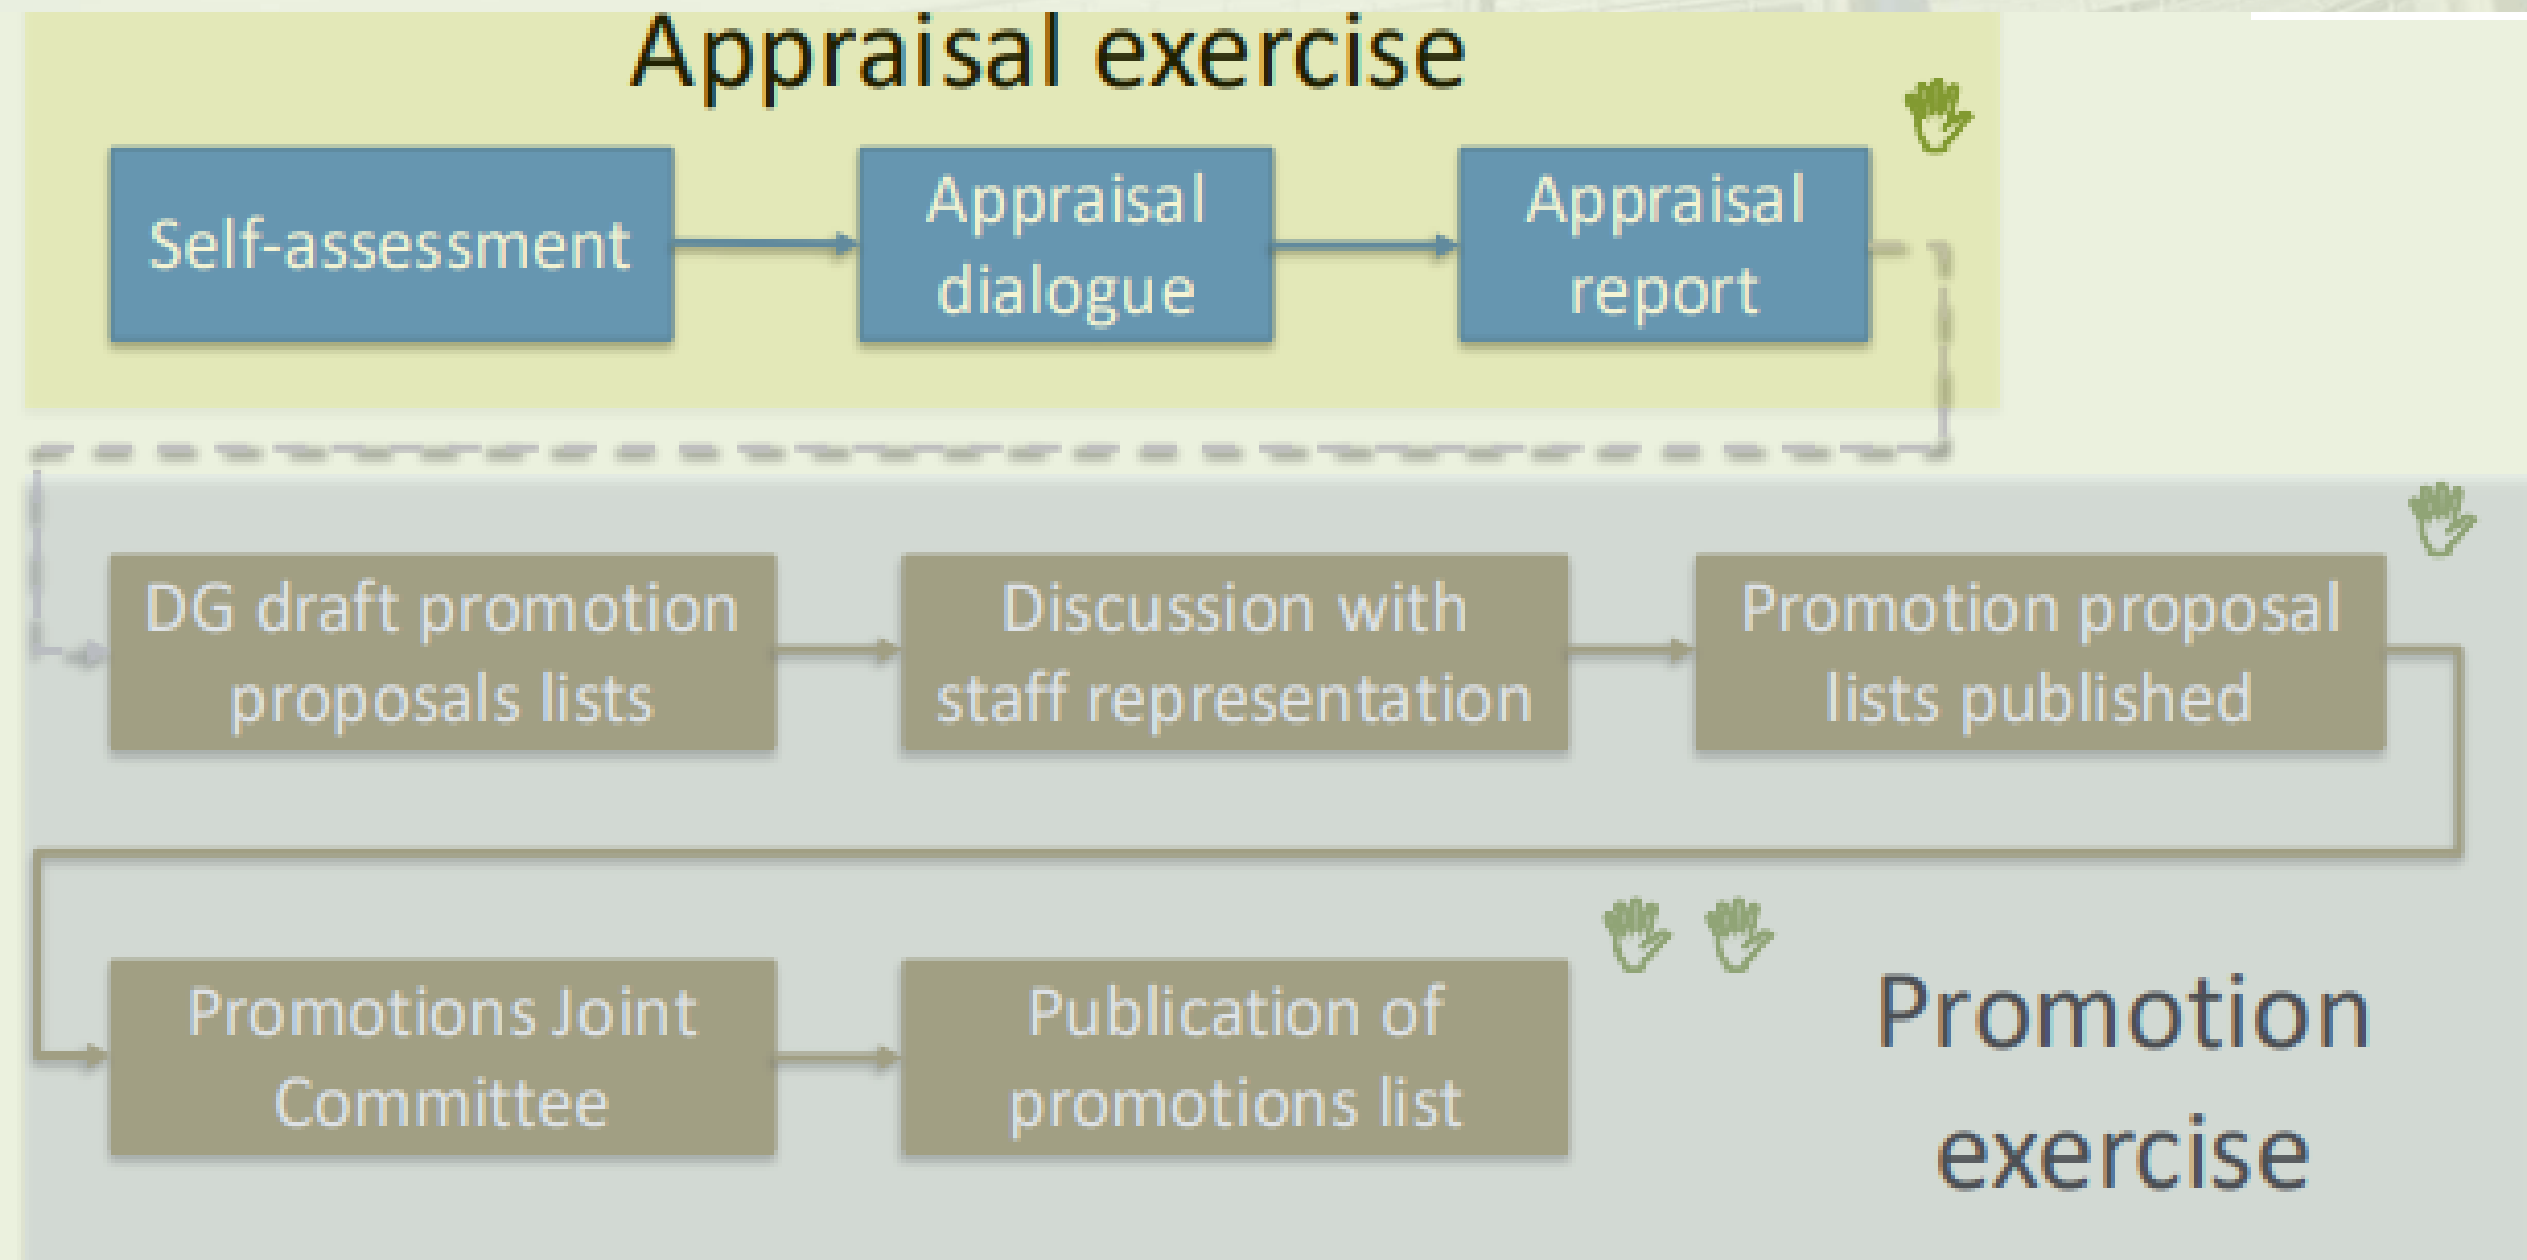 Appraisal exercise
Self-assessment
Appraisal
dialogue
Appraisal
report
DG draft promotion
proposals lists
Discussion with
staff representation
Promotion proposal
lists published
Promotions Joint
Committee
Publication of
promotions list
Promotion
exercise